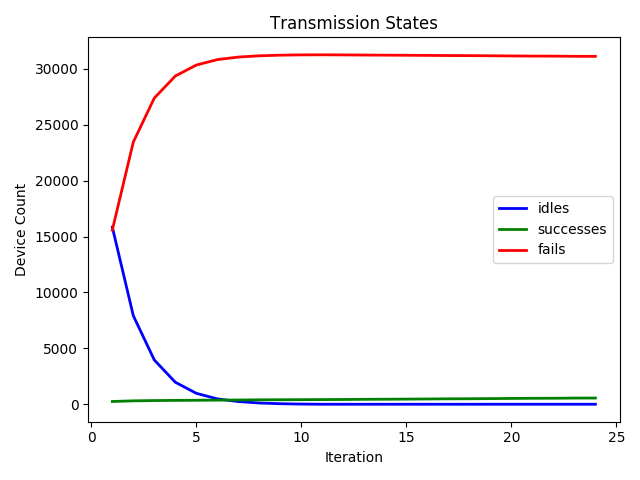 Transmission States
Device Count
30000
25000
20000
15000
10000
5000
0
idles
successes
fails
0 5 10 15 20 25
Iteration